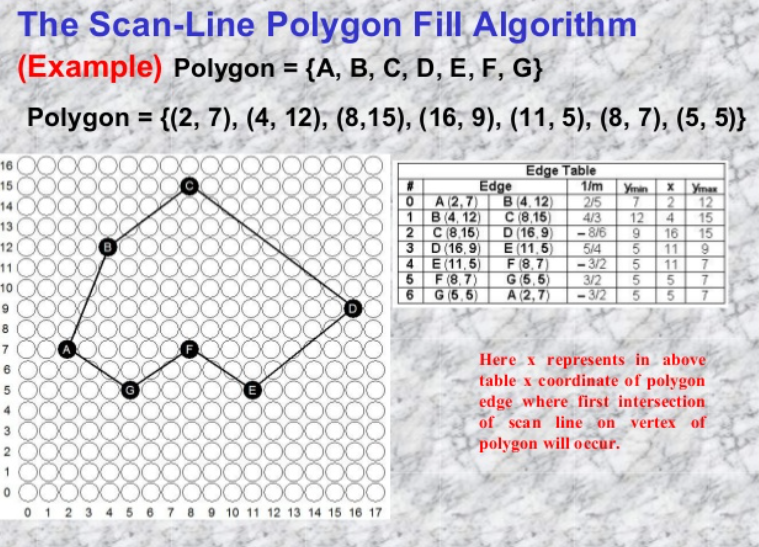 The Scan-Line Polygon Fill Algorithm
(Example) Polygon = {A, B, C, D, E, F, G}
Polygon = {(2, 7), (4, 12), (8,15), (16, 9), (11, 5), (8, 7), (5, 5)}
16
15
14
13
12
11
10
9
8
7
6
5
4
3
2
1
0
C
B
D
A F
G E
0 1 2 3 4 5 6 7 8 9 10 11 12 13 14 15 16 17
Edge Table
# Edge 1/m ymin x ymax
0 A (2, 7) B (4, 12) 2/5 7 2 12
1 B (4, 12) C (8,15) 4/3 12 4 15
2 C (8,15) D (16, 9) – 8/6 9 16 15
3 D (16, 9) E (11, 5) 5/4 5 11 9
4 E (11, 5) F (8, 7) – 3/2 5 11 7
5 F (8, 7) G (5, 5) 3/2 5 5 7
6 G (5, 5) A (2, 7) – 3/2 5 5 7
Here x represents in above
table x coordinate of polygon
edge where first intersection
of scan line on vertex of
polygon will occur.